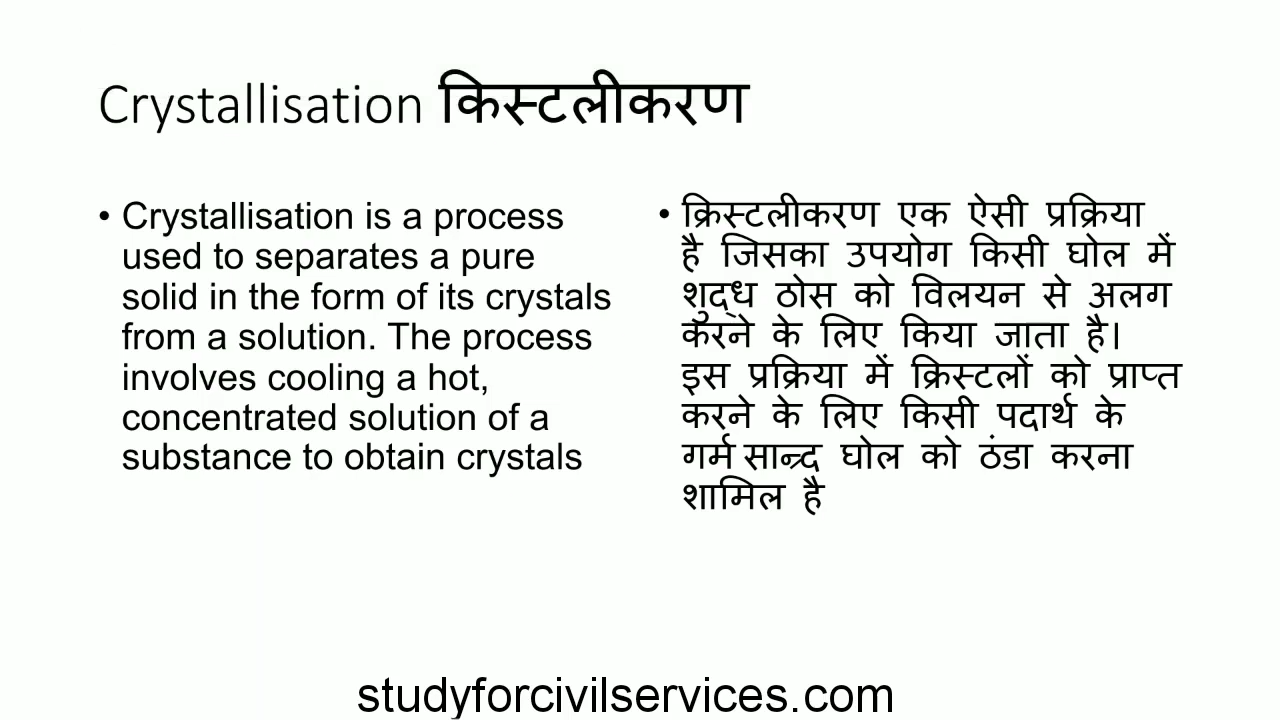 Crystallisation किस्टलीकरण
• Crystallisation is a process
used to separates a pure
solid in the form of its crystals
from a solution. The process
involves cooling a hot,
concentrated solution of a
substance to obtain crystals
• क्रिस्टलीकरण एक ऐसी प्रक्रिया
है जिसका उपयोग किसी घोल में
शुद्ध ठोस को विलयन से अलग
करने के लिए किया जाता है।
इस प्रक्रिया में क्रिस्टलों को प्राप्त
करने के लिए किसी पदार्थ के
गर्म सान्द्र घोल को ठंडा करना
शामिल है
studyforcivilservices.com